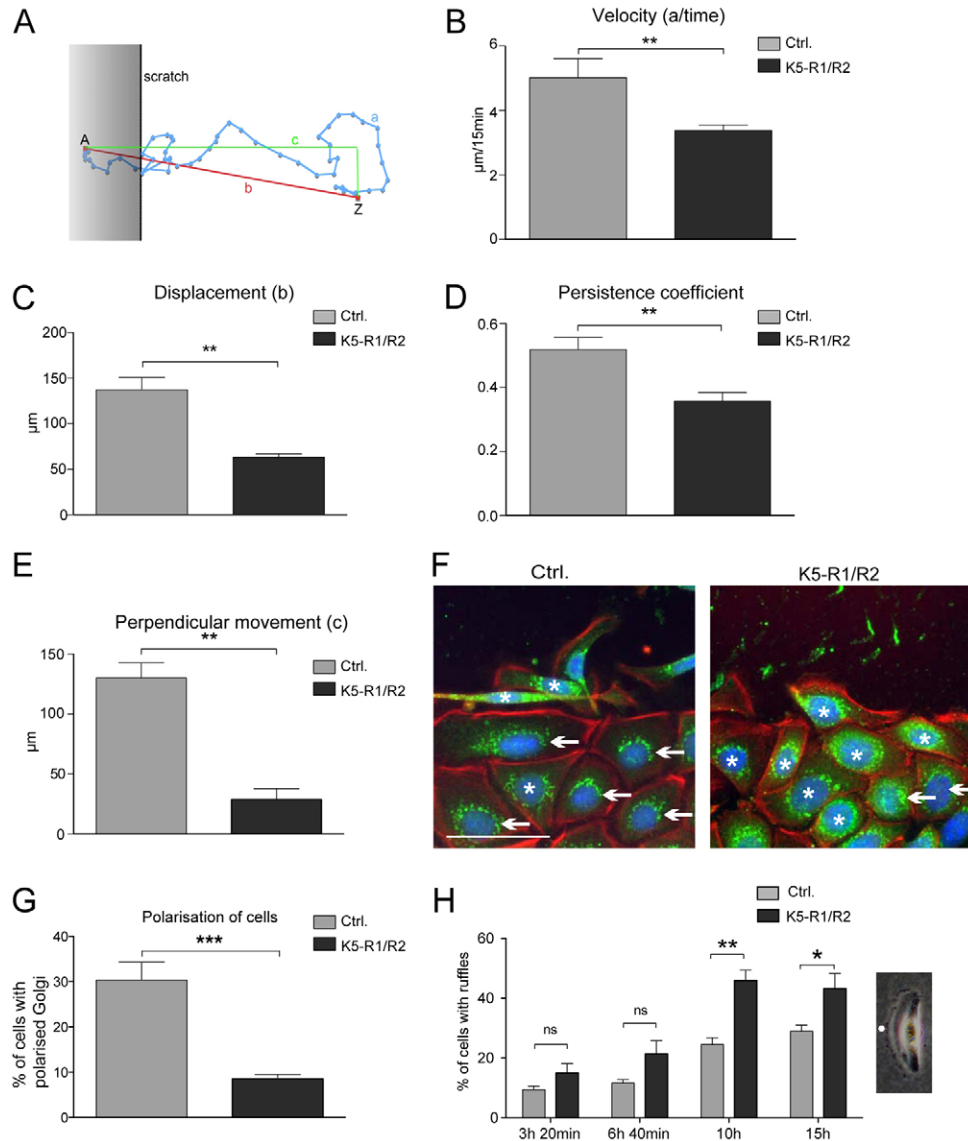 A
scratch
A
a
c
b
Z
B
Velocity (a/time)
Ctrl.
K5-R1/R2
**
6
4
2
0
µm/15min
C
Displacement (b)
Ctrl.
K5-R1/R2
**
200
150
100
50
0
µm
D
Persistence coefficient
Ctrl.
K5-R1/R2
**
0.6
0.4
0.2
0.0
E
Perpendicular movement (c)
Ctrl.
K5-R1/R2
**
150
100
50
0
µm
F
Ctrl.
K5-R1/R2
* * *
* * * * * * *
G
Polarisation of cells
Ctrl.
K5-R1/R2
***
40
30
20
10
0
% of cells with
polarised Golgi
H
Ctrl.
K5-R1/R2
60
40
20
0
% of cells with ruffles
ns
ns
**
*
3h 20min
6h 40min
10h
15h